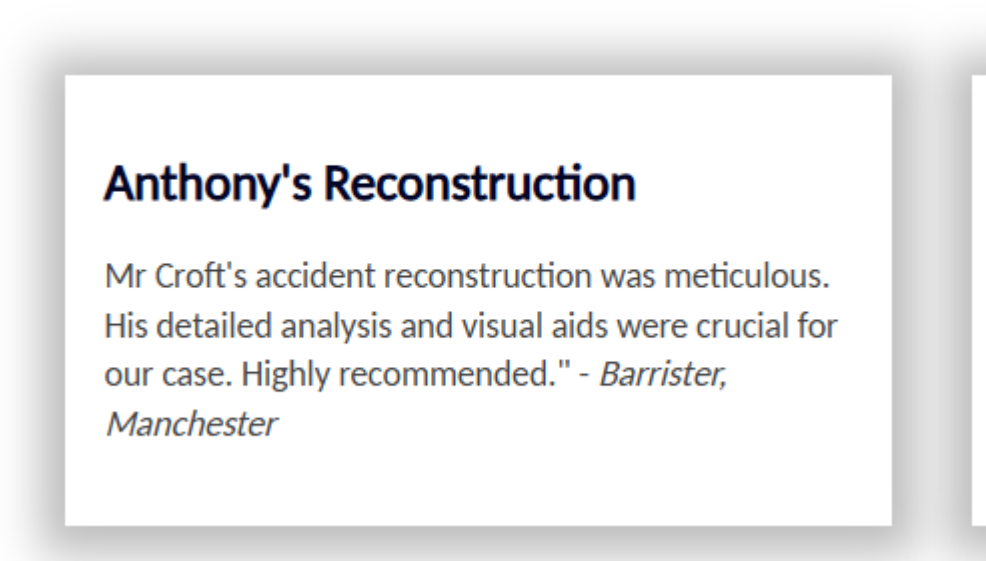 Anthony's Reconstruction
Mr Croft's accident reconstruction was meticulous.
His detailed analysis and visual aids were crucial for
our case. Highly recommended." - Barrister,
Manchester